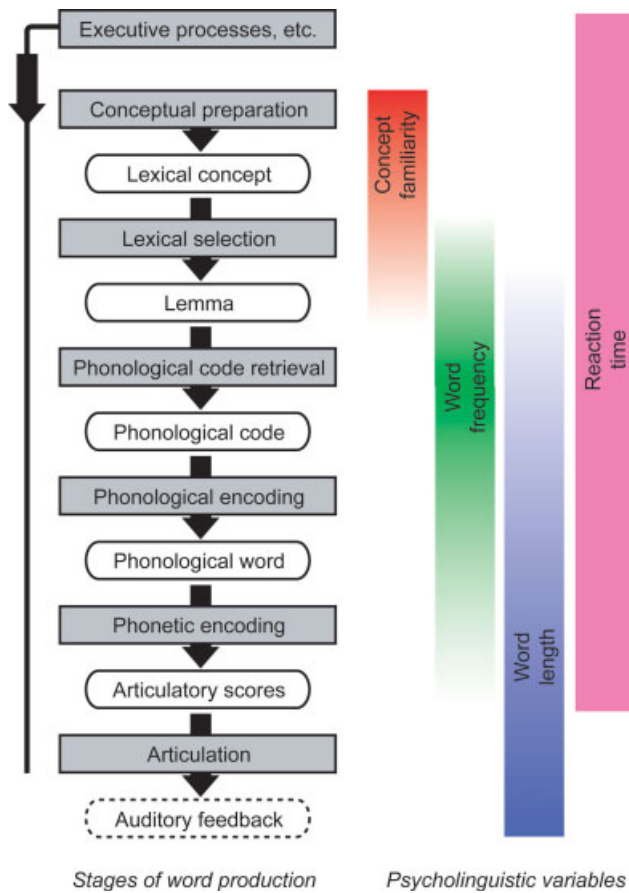 Executive processes, etc.
Conceptual preparation
Lexical concept
Lexical selection
Lemma
Phonological code retrieval
Phonological code
Phonological encoding
Phonological word
Phonetic encoding
Articulatory scores
Articulation
Auditory feedback
Stages of word production
Concept
familiarity
Word
frequency
Word
length
Reaction
time
Psycholinguistic variables